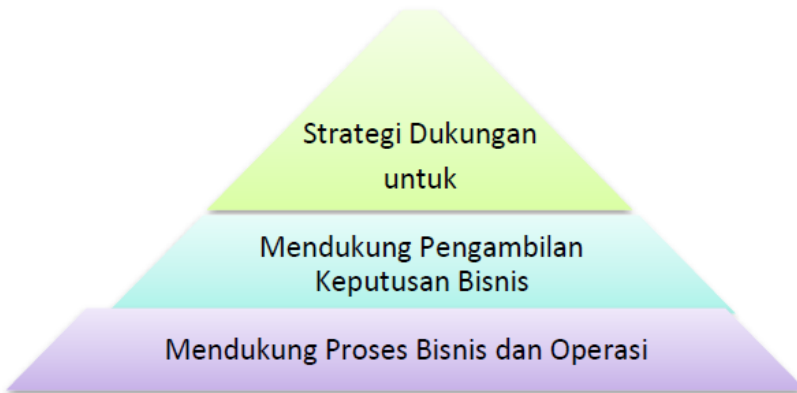 Strategi Dukungan
untuk
Mendukung Pengambilan
Keputusan Bisnis
Mendukung Proses Bisnis dan Operasi